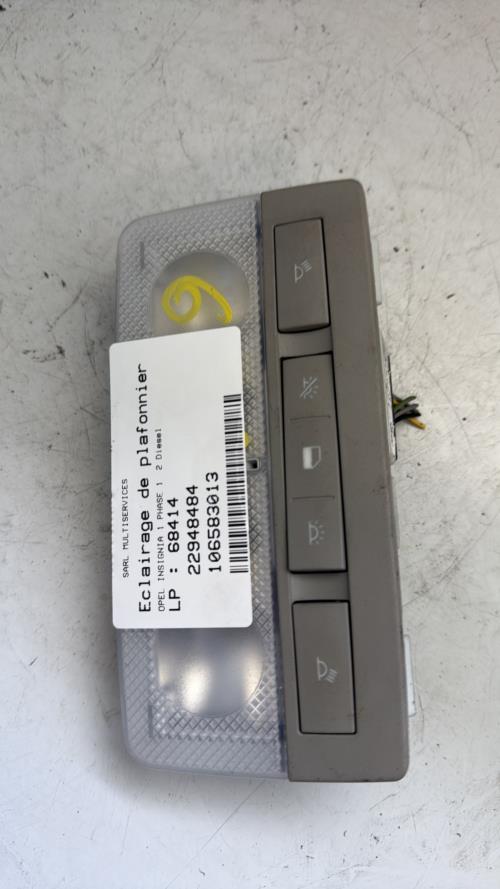 SARL MULTISERVICES
Eclairage de plafonnier
OPEL INSIGNIA 1 PHASE 1 2 Diesel
LP : 68414
22948484
106583013